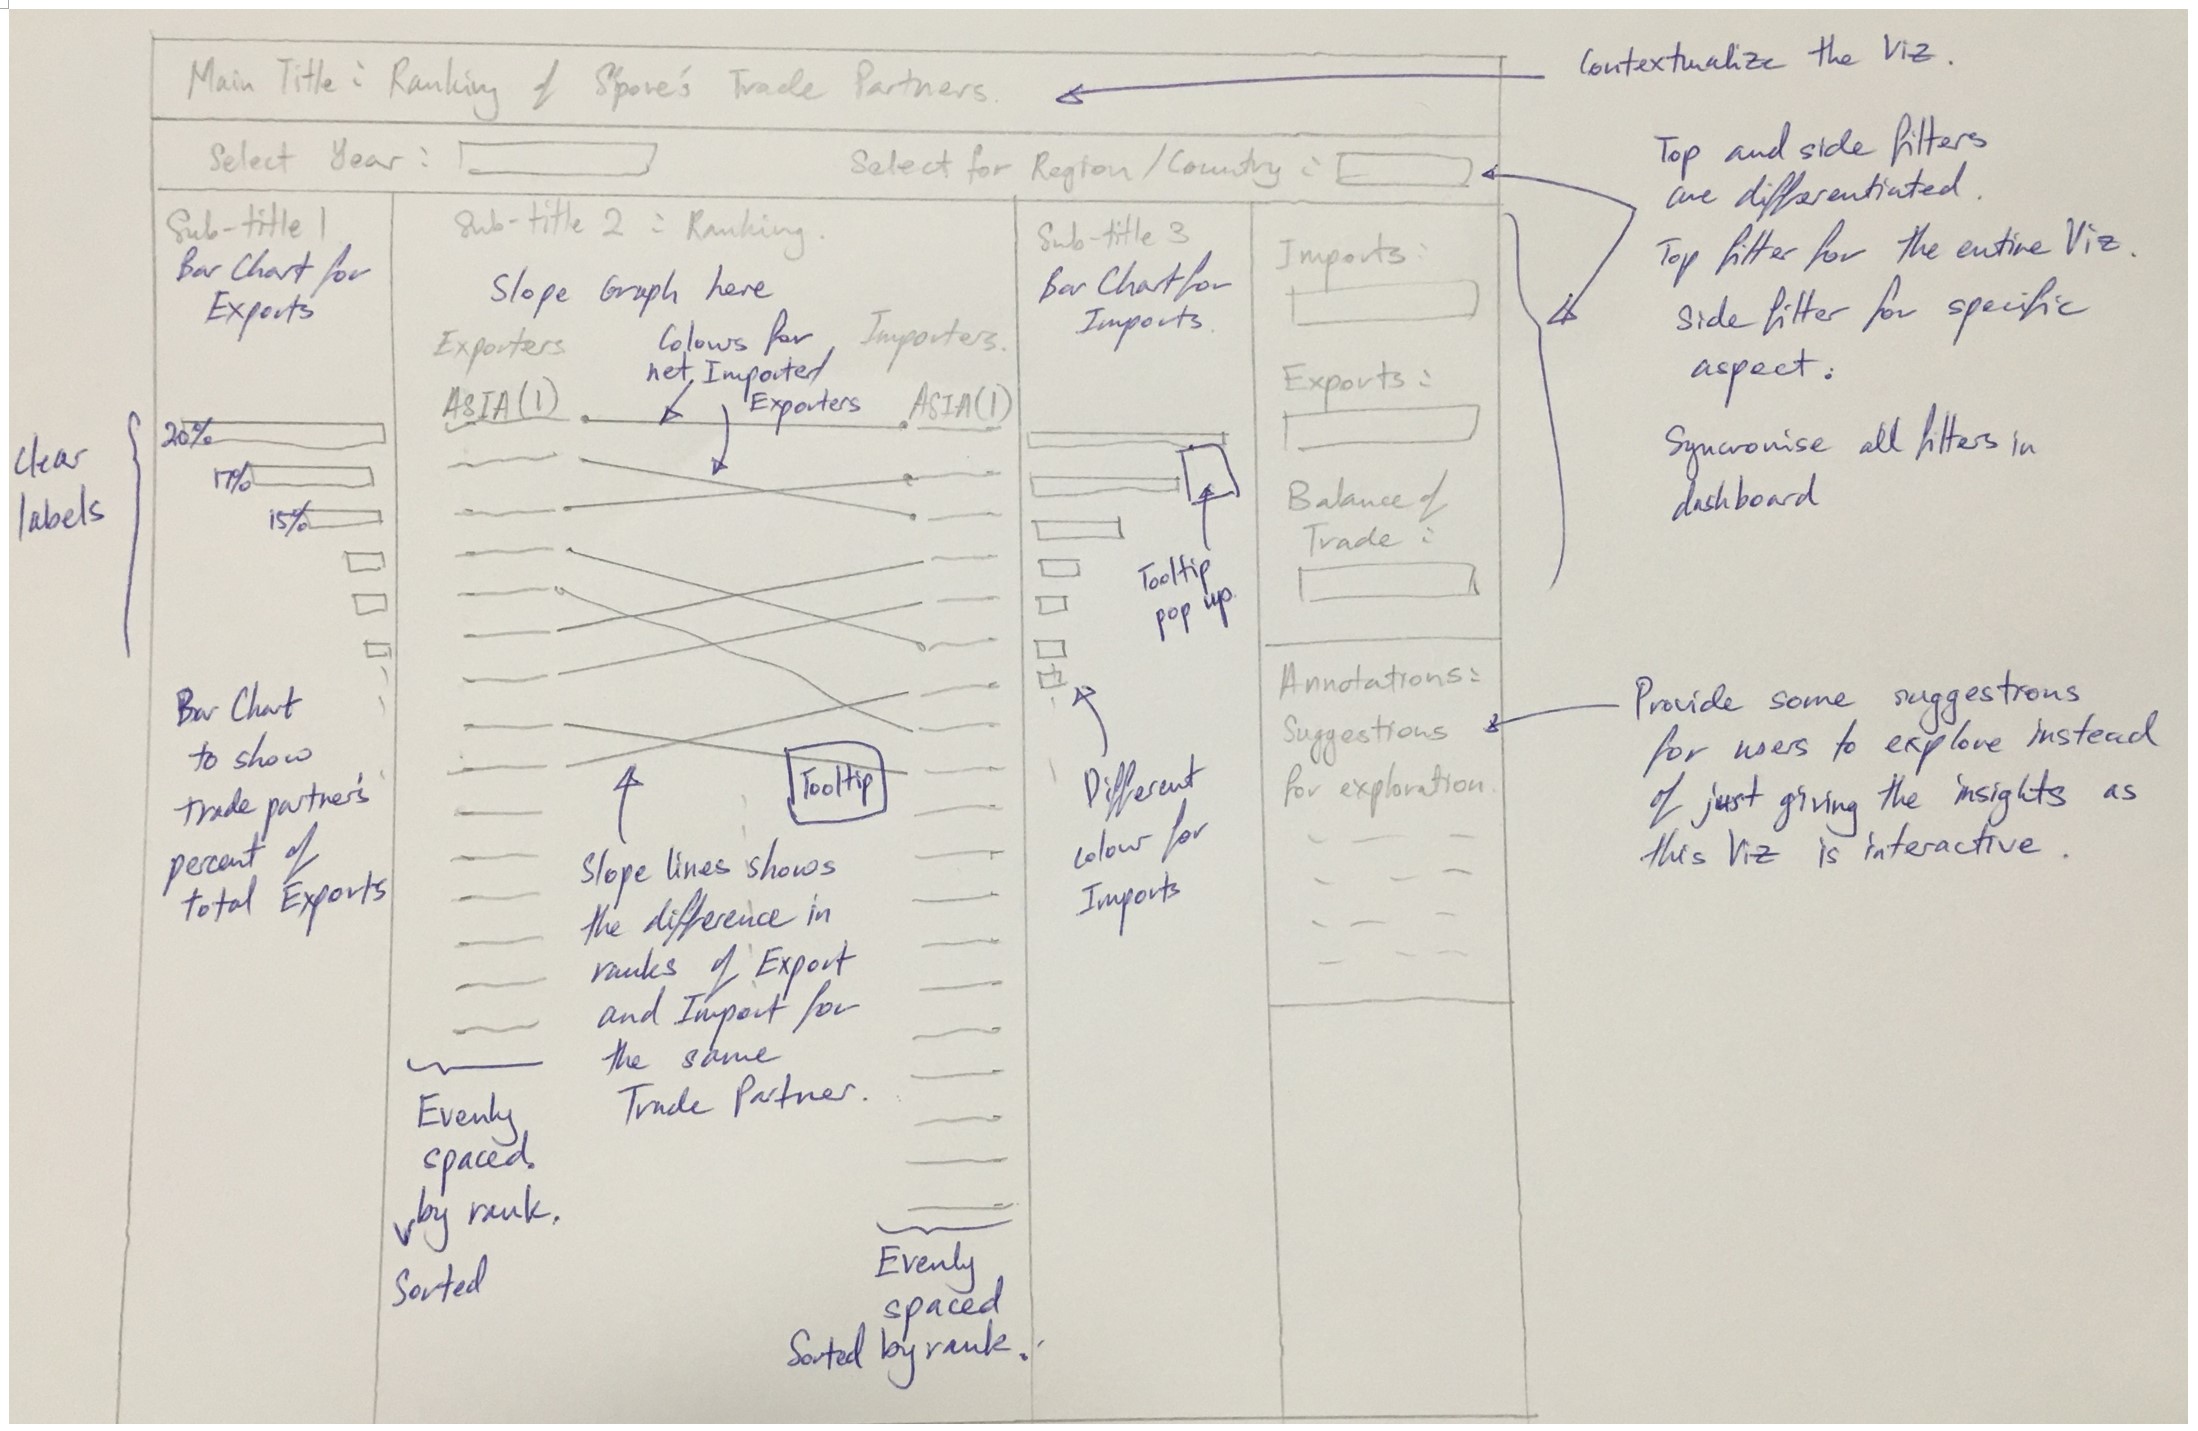 Main Title : Ranking of S'pore's Trade Partners.
Contextualize the Viz.
Select Year :
Select for Region/Country :
Top and side filters
are differentiated.
Top filter for the entire Viz.
side filter for specific
aspect.
Syncronise all filters in
dashboard
Sub-title 1
Bar Chart for
Exports
Sub-title 2 : Ranking.
Slope Graph here
Exporters
Colours for
net Imported
Exporters
Importers.
ASIA(1)
ASIA(1)
Sub-title 3
Bar Chart for
Imports.
Imports:
Exports :
Balance of
Trade :
Clear
labels
20%
17%
15%
Tooltip
pop up.
Bar Chart
to show
trade partner's
percent of
total Exports
Tooltip
Slope lines shows
the difference in
ranks of Export
and Import for
the same
Trade Partner.
Different
colour for
Imports
Annotations:
Suggestions
for exploration.
Provide some suggestions
for users to explore instead
of just giving the insights as
this Viz is interactive.
Evenly
spaced.
by rank.
Sorted
Evenly
spaced
Sorted by rank.